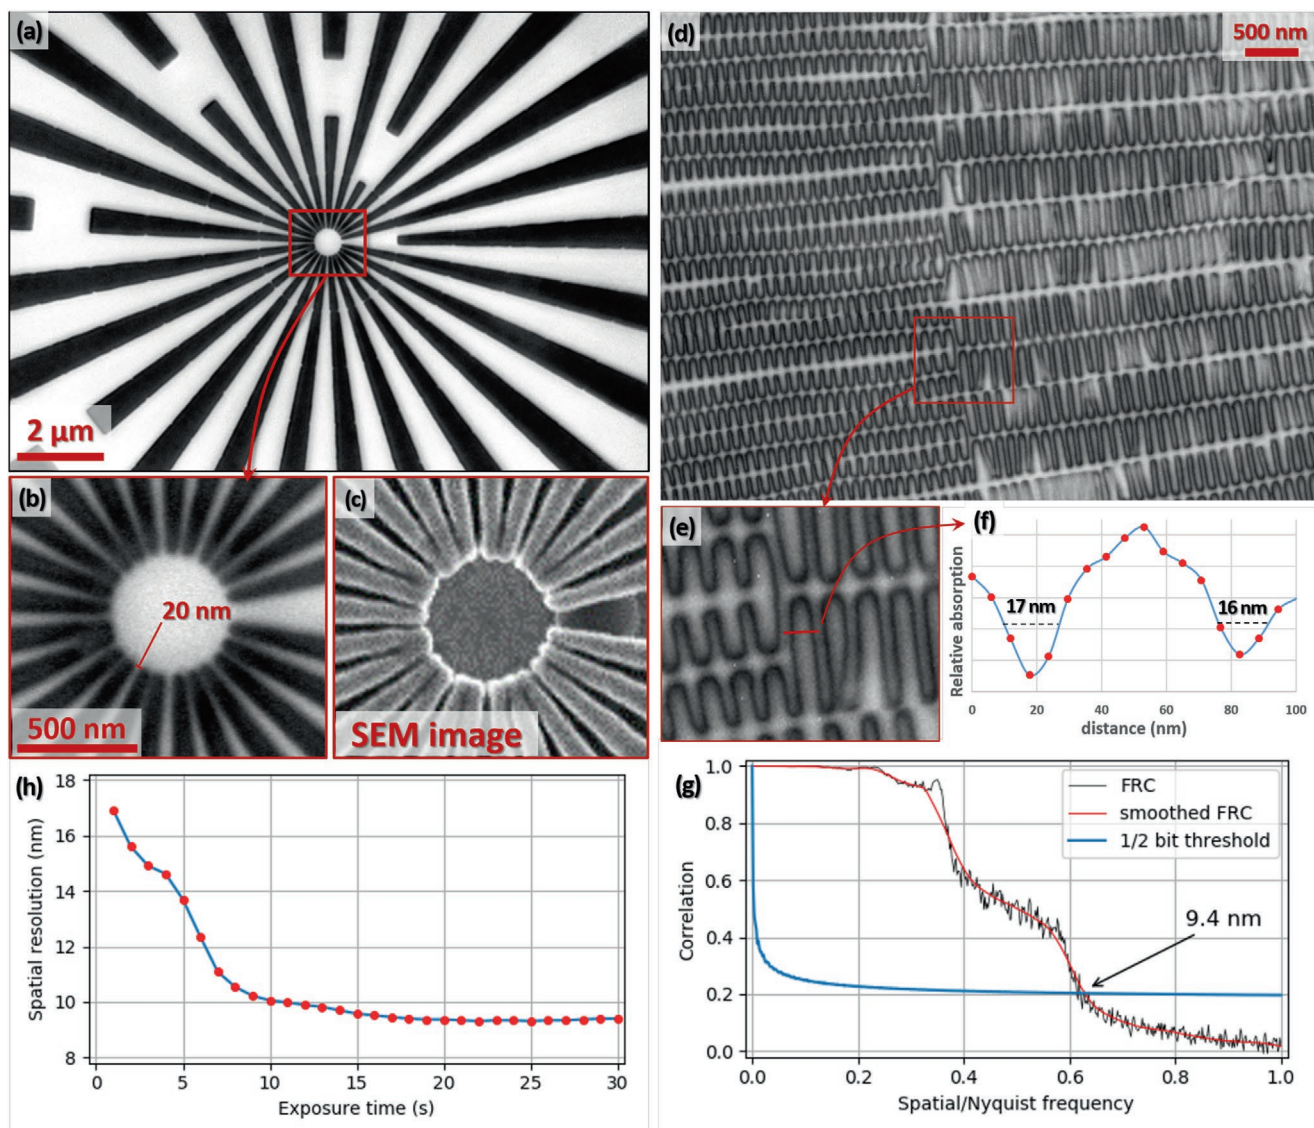 (a)
2 µm
(b)
20 nm
500 nm
(c)
SEM image
(d)
500 nm
(e)
(f)
Relative absorption
17 nm
16 nm
0 20 40 60 80 100
distance (nm)
(h)
Spatial resolution (nm)
18
16
14
12
10
8
0 5 10 15 20 25 30
Exposure time (s)
(g)
Correlation
1.0
0.8
0.6
0.4
0.2
0.0
FRC
smoothed FRC
1/2 bit threshold
9.4 nm
0.0 0.2 0.4 0.6 0.8 1.0
Spatial/Nyquist frequency